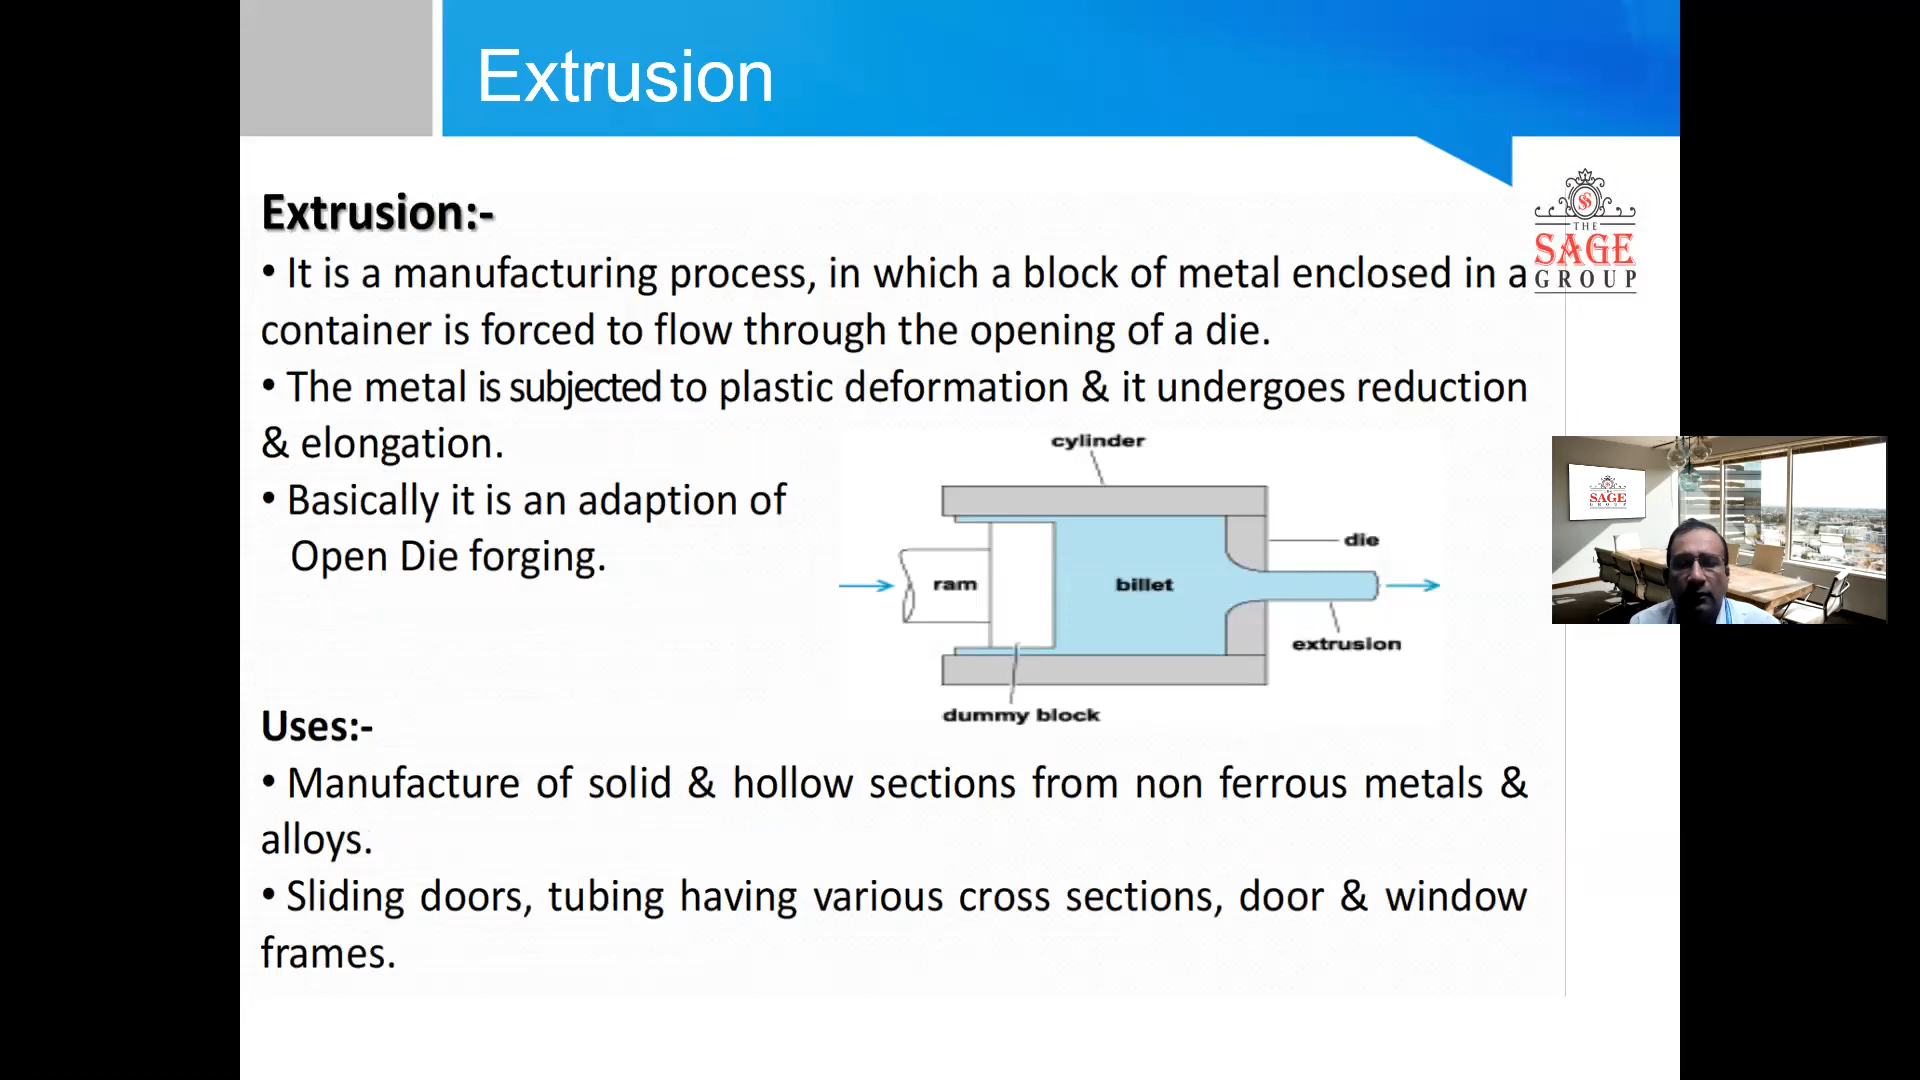 Extrusion
THE
SAGE
GROUP
Extrusion:-
• It is a manufacturing process, in which a block of metal enclosed in a
container is forced to flow through the opening of a die.
• The metal is subjected to plastic deformation & it undergoes reduction
& elongation.
• Basically it is an adaption of
Open Die forging.
cylinder
die
ram
billet
extrusion
dummy block
SAGE
Uses:-
• Manufacture of solid & hollow sections from non ferrous metals &
alloys.
• Sliding doors, tubing having various cross sections, door & window
frames.